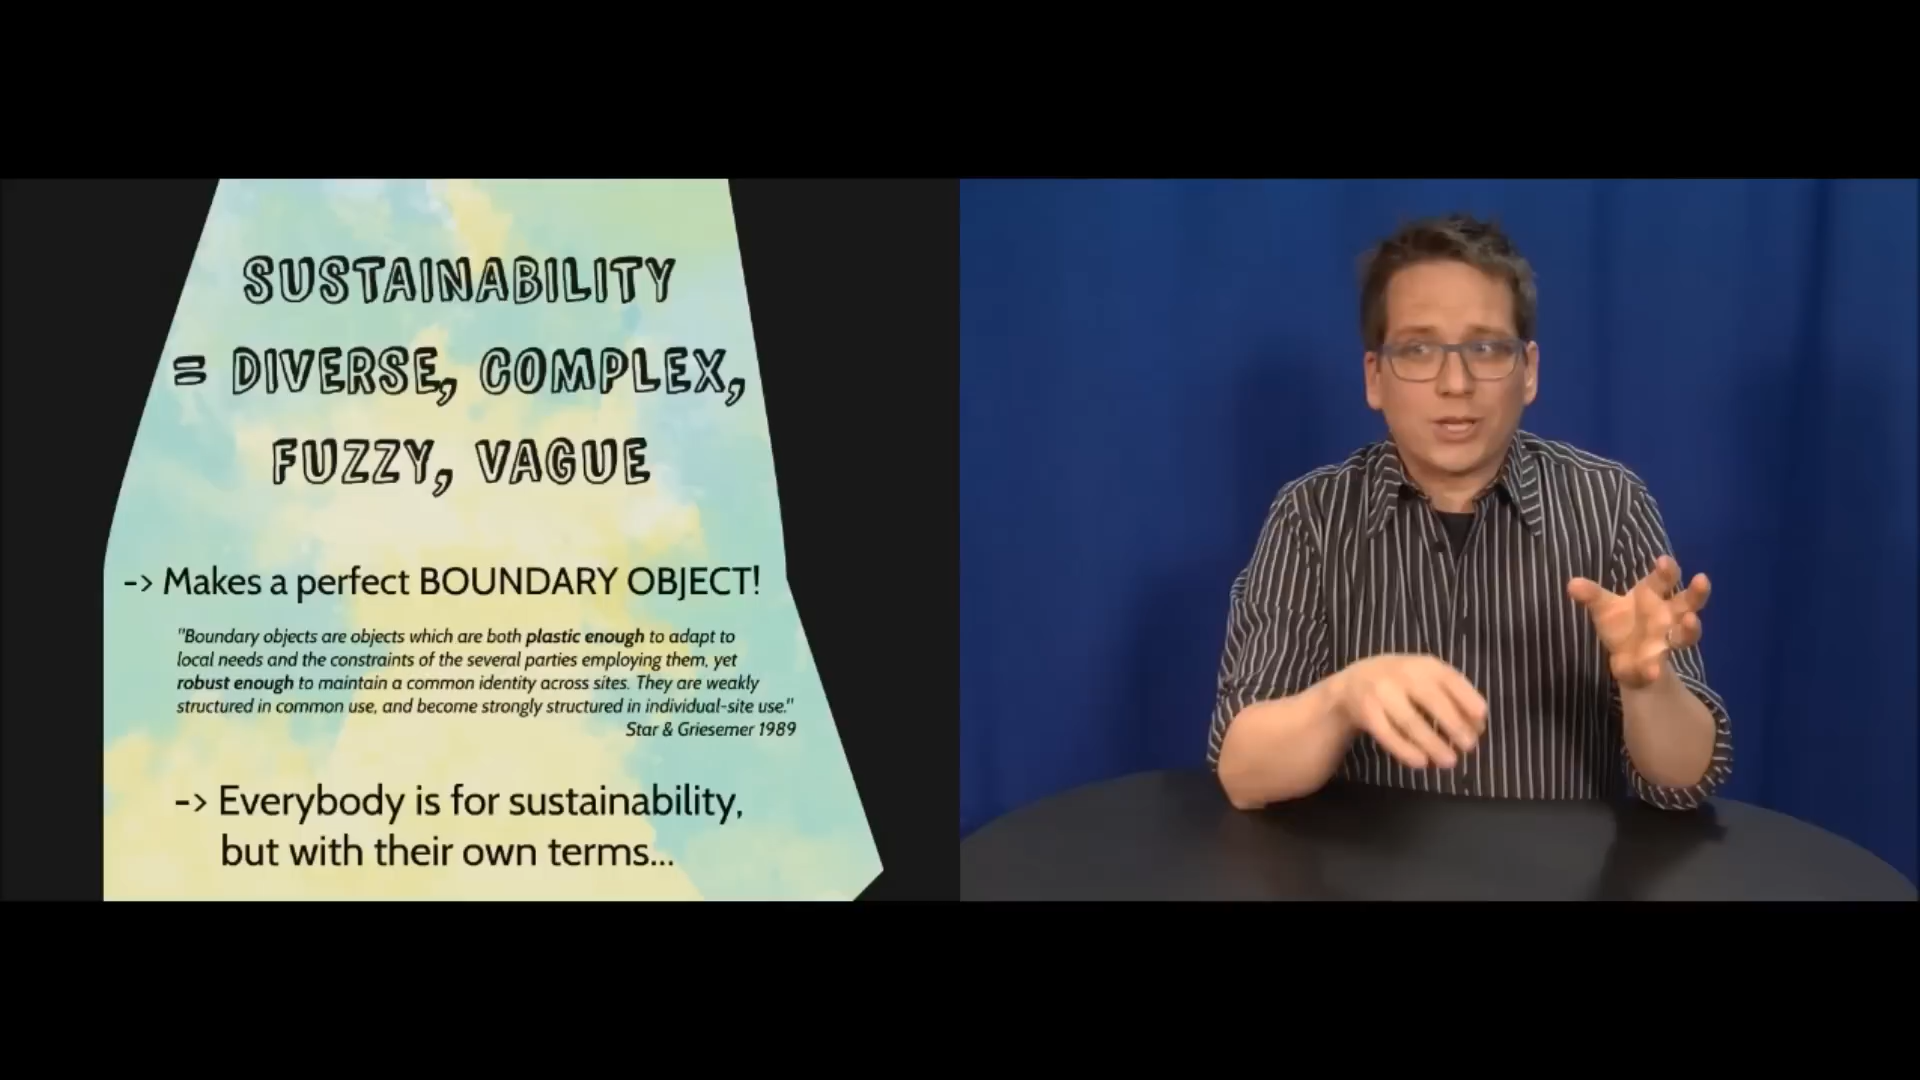 SUSTAINABILITY
= DIVERSE, COMPLEX,
FUZZY, VAGUE
-> Makes a perfect BOUNDARY OBJECT!
"Boundary objects are objects which are both plastic enough to adapt to
local needs and the constraints of the several parties employing them, yet
robust enough to maintain a common identity across sites. They are weakly
structured in common use, and become strongly structured in individual-site use."
Star & Griesemer 1989
-> Everybody is for sustainability,
but with their own terms...